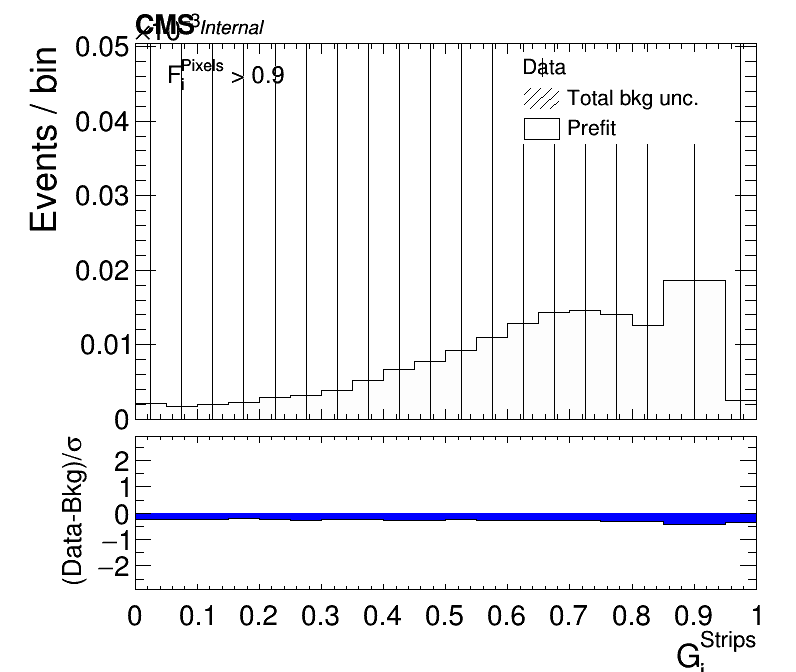 CMS Internal
×10⁻³
Events / bin
0.05
0.04
0.03
0.02
0.01
0
F_i^Pixels > 0.9
Data
Total bkg unc.
Prefit
(Data-Bkg)/σ
2
1
0
−1
−2
0 0.1 0.2 0.3 0.4 0.5 0.6 0.7 0.8 0.9 1
G_i^Strips